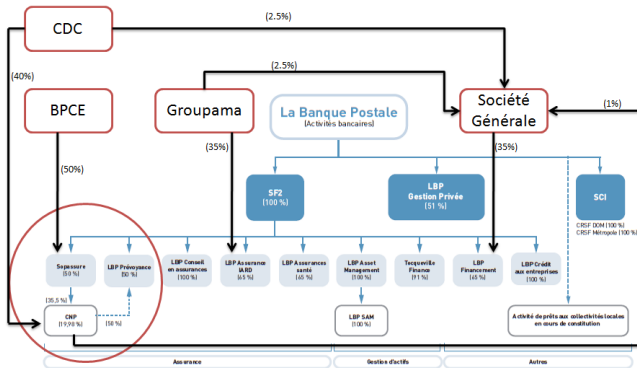 CDC
(2.5%)
(40%)
(2.5%)
BPCE
Groupama
La Banque Postale
(Activités bancaires)
Société
Générale
(1%)
(50%)
(35%)
(35%)
SF2
(100 %)
LBP
Gestion Privée
(51 %)
SCI
CRSF DOM (100 %)
CRSF Métropole (100 %)
Sopassure
(50 %)
LBP Prévoyance
(50 %)
LBP Conseil
en assurances
(100 %)
LBP Assurance
IARD
(65 %)
LBP Assurances
santé
(65 %)
LBP Asset
Management
(100 %)
Tocqueville
Finance
(91 %)
LBP
Financement
(65 %)
LBP Crédit
aux entreprises
(100 %)
(35,5 %)
CNP
(19,98 %)
(50 %)
LBP SAM
(100 %)
Activité de prêts aux collectivités locales
en cours de constitution
Assurance
Gestion d'actifs
Autres